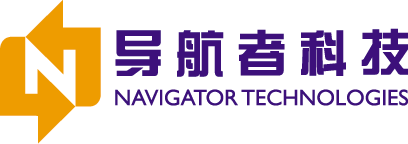 N
导航者科技
NAVIGATOR TECHNOLOGIES